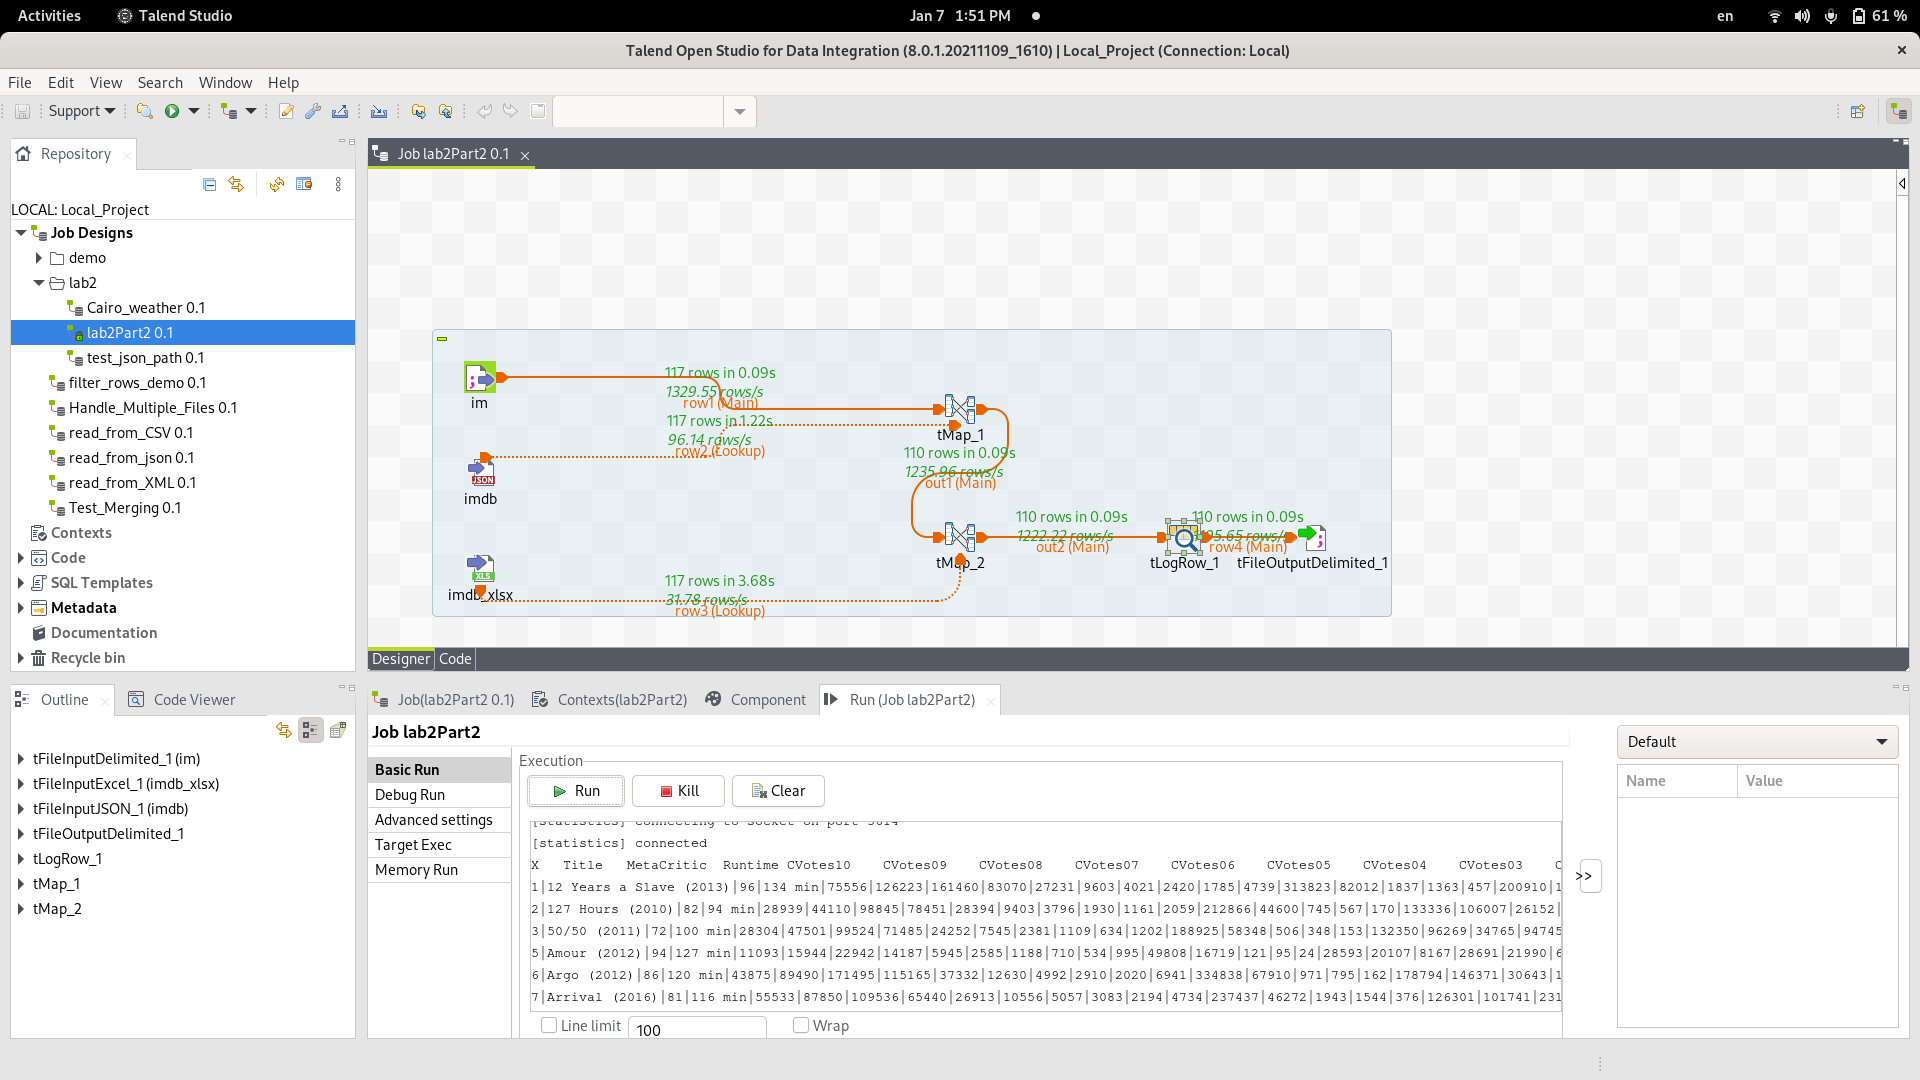 Activities Talend Studio Jan 7 1:51 PM en 61 %
Talend Open Studio for Data Integration (8.0.1.20211109_1610) | Local_Project (Connection: Local)
File Edit View Search Window Help
Support
Repository
LOCAL: Local_Project
Job Designs
demo
lab2
Cairo_weather 0.1
lab2Part2 0.1
test_json_path 0.1
filter_rows_demo 0.1
Handle_Multiple_Files 0.1
read_from_CSV 0.1
read_from_json 0.1
read_from_XML 0.1
Test_Merging 0.1
Contexts
Code
SQL Templates
Metadata
Documentation
Recycle bin
Job lab2Part2 0.1
117 rows in 0.09s
1329.55 rows/s
row1 (Main)
im
117 rows in 1.22s
96.14 rows/s
row2 (Lookup)
tMap_1
110 rows in 0.09s
1235.96 rows/s
out1 (Main)
JSON
imdb
110 rows in 0.09s
1222.22 rows/s
out2 (Main)
110 rows in 0.09s
row4 (Main)
tMap_2
tLogRow_1
tFileOutputDelimited_1
XLS
imdb_xlsx
117 rows in 3.68s
31.78 rows/s
row3 (Lookup)
Designer Code
Outline Code Viewer
tFileInputDelimited_1 (im)
tFileInputExcel_1 (imdb_xlsx)
tFileInputJSON_1 (imdb)
tFileOutputDelimited_1
tLogRow_1
tMap_1
tMap_2
Job(lab2Part2 0.1) Contexts(lab2Part2) Component Run (Job lab2Part2)
Job lab2Part2
Basic Run
Debug Run
Advanced settings
Target Exec
Memory Run
Execution
Run Kill Clear
[statistics] connecting to socket on port
[statistics] connected
X Title MetaCritic Runtime CVotes10 CVotes09 CVotes08 CVotes07 CVotes06 CVotes05 CVotes04 CVotes03
1|12 Years a Slave (2013)|96|134 min|75556|126223|161460|83070|27231|9603|4021|2420|1785|4739|313823|82012|1837|1363|457|200910|1
2|127 Hours (2010)|82|94 min|28939|44110|98845|78451|28394|9403|3796|1930|1161|2059|212866|44600|745|567|170|133336|106007|26152|
3|50/50 (2011)|72|100 min|28304|47501|99524|71485|24252|7545|2381|1109|634|1202|188925|58348|506|348|153|132350|96269|34765|94745
5|Amour (2012)|94|127 min|11093|15944|22942|14187|5945|2585|1188|710|534|995|49808|16719|121|95|24|28593|20107|8167|28691|21990|6
6|Argo (2012)|86|120 min|43875|89490|171495|115165|37332|12630|4992|2910|2020|6941|334838|67910|971|795|162|178794|146371|30643|1
7|Arrival (2016)|81|116 min|55533|87850|109536|65440|26913|10556|5057|3083|2194|4734|237437|46272|1943|1544|376|126301|101741|231
Line limit 100 Wrap
>>
Default
Name Value